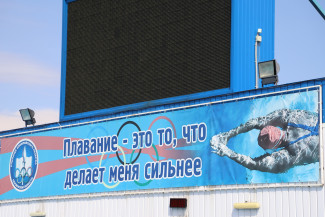 Плавание - это то, что
делает меня сильнее